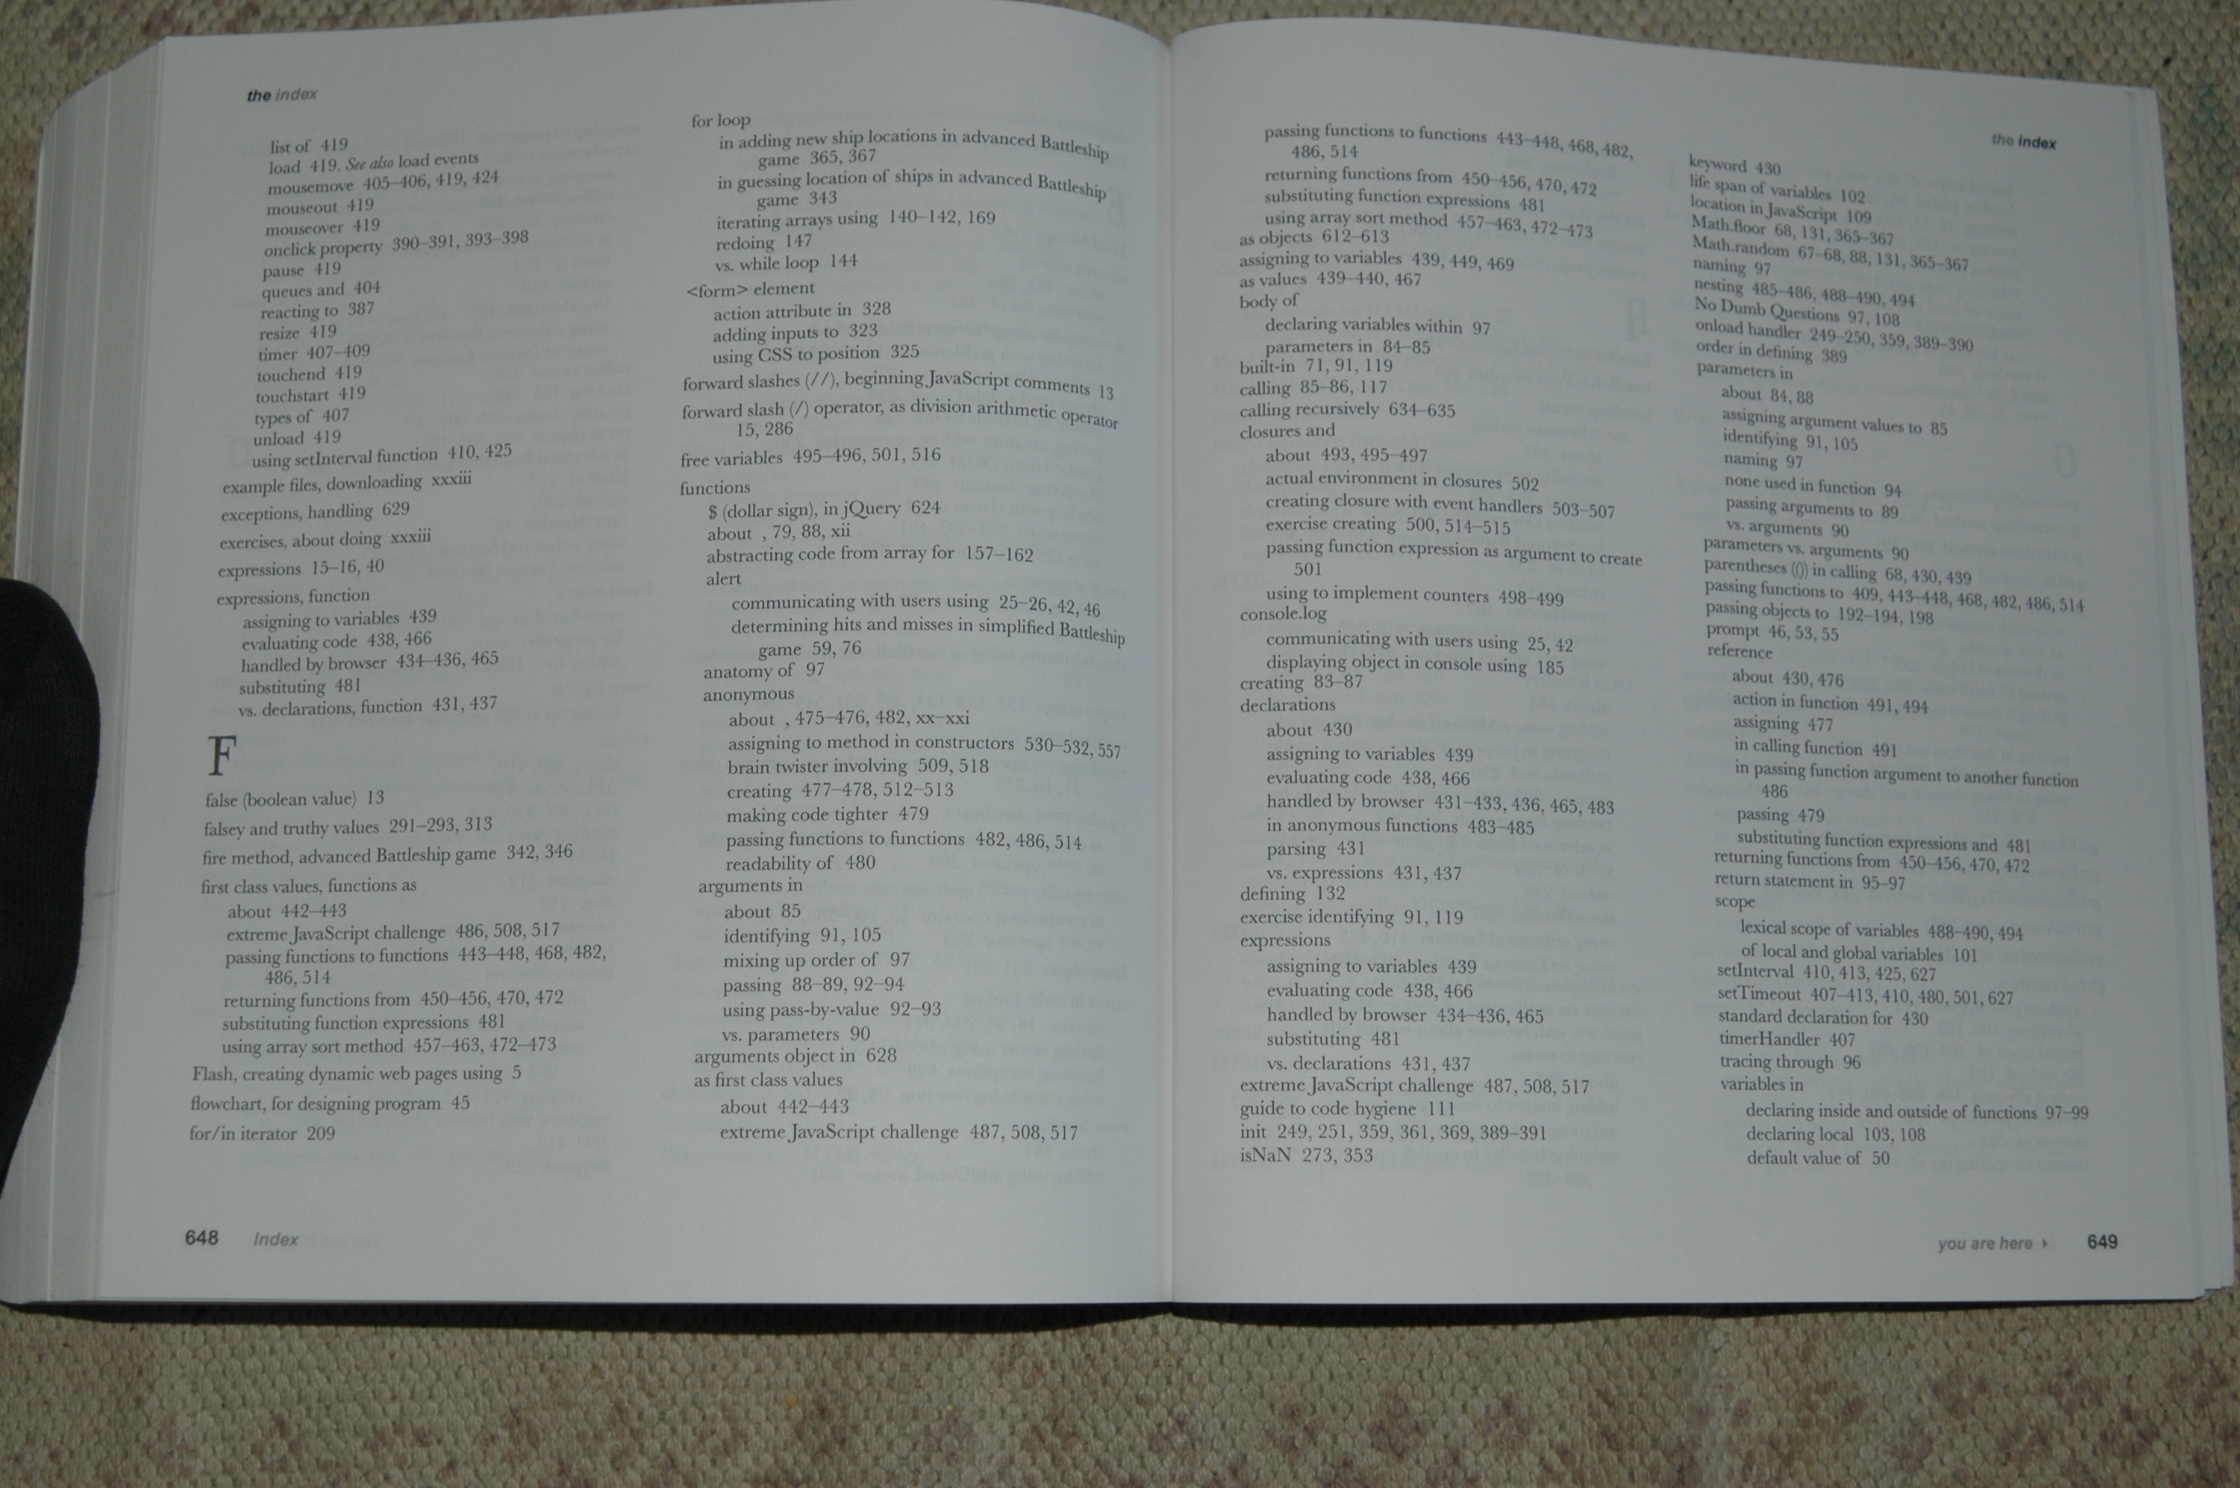 the index
list of 419
load 419. See also load events
mousemove 405–406, 419, 424
mouseout 419
mouseover 419
onclick property 390–391, 393–398
pause 419
queues and 404
reacting to 387
resize 419
timer 407–409
touchend 419
touchstart 419
types of 407
unload 419
using setInterval function 410, 425
example files, downloading xxxiii
exceptions, handling 629
exercises, about doing xxxiii
expressions 15–16, 40
expressions, function
assigning to variables 439
evaluating code 438, 466
handled by browser 434–436, 465
substituting 481
vs. declarations, function 431, 437
F
false (boolean value) 13
falsey and truthy values 291–293, 313
fire method, advanced Battleship game 342, 346
first class values, functions as
about 442–443
extreme JavaScript challenge 486, 508, 517
passing functions to functions 443–448, 468, 482,
486, 514
returning functions from 450–456, 470, 472
substituting function expressions 481
using array sort method 457–463, 472–473
Flash, creating dynamic web pages using 5
flowchart, for designing program 45
for/in iterator 209
for loop
in adding new ship locations in advanced Battleship
game 365, 367
in guessing location of ships in advanced Battleship
game 343
iterating arrays using 140–142, 169
redoing 147
vs. while loop 144
<form> element
action attribute in 328
adding inputs to 323
using CSS to position 325
forward slashes (//), beginning JavaScript comments 13
forward slash (/) operator, as division arithmetic operator
15, 286
free variables 495–496, 501, 516
functions
$ (dollar sign), in jQuery 624
about , 79, 88, xii
abstracting code from array for 157–162
alert
communicating with users using 25–26, 42, 46
determining hits and misses in simplified Battleship
game 59, 76
anatomy of 97
anonymous
about , 475–476, 482, xx–xxi
assigning to method in constructors 530–532, 557
brain twister involving 509, 518
creating 477–478, 512–513
making code tighter 479
passing functions to functions 482, 486, 514
readability of 480
arguments in
about 85
identifying 91, 105
mixing up order of 97
passing 88–89, 92–94
using pass-by-value 92–93
vs. parameters 90
arguments object in 628
as first class values
about 442–443
extreme JavaScript challenge 487, 508, 517
648 Index
the index
passing functions to functions 443–448, 468, 482,
486, 514
returning functions from 450–456, 470, 472
substituting function expressions 481
using array sort method 457–463, 472–473
as objects 612–613
assigning to variables 439, 449, 469
as values 439–440, 467
body of
declaring variables within 97
parameters in 84–85
built-in 71, 91, 119
calling 85–86, 117
calling recursively 634–635
closures and
about 493, 495–497
actual environment in closures 502
creating closure with event handlers 503–507
exercise creating 500, 514–515
passing function expression as argument to create
501
using to implement counters 498–499
console.log
communicating with users using 25, 42
displaying object in console using 185
creating 83–87
declarations
about 430
assigning to variables 439
evaluating code 438, 466
handled by browser 431–433, 436, 465, 483
in anonymous functions 483–485
parsing 431
vs. expressions 431, 437
defining 132
exercise identifying 91, 119
expressions
assigning to variables 439
evaluating code 438, 466
handled by browser 434–436, 465
substituting 481
vs. declarations 431, 437
extreme JavaScript challenge 487, 508, 517
guide to code hygiene 111
init 249, 251, 359, 361, 369, 389–391
isNaN 273, 353
keyword 430
life span of variables 102
location in JavaScript 109
Math.floor 68, 131, 365–367
Math.random 67–68, 88, 131, 365–367
naming 97
nesting 485–486, 488–490, 494
No Dumb Questions 97, 108
onload handler 249–250, 359, 389–390
order in defining 389
parameters in
about 84, 88
assigning argument values to 85
identifying 91, 105
naming 97
none used in function 94
passing arguments to 89
vs. arguments 90
parameters vs. arguments 90
parentheses (()) in calling 68, 430, 439
passing functions to 409, 443–448, 468, 482, 486, 514
passing objects to 192–194, 198
prompt 46, 53, 55
reference
about 430, 476
action in function 491, 494
assigning 477
in calling function 491
in passing function argument to another function
486
passing 479
substituting function expressions and 481
returning functions from 450–456, 470, 472
return statement in 95–97
scope
lexical scope of variables 488–490, 494
of local and global variables 101
setInterval 410, 413, 425, 627
setTimeout 407–413, 410, 480, 501, 627
standard declaration for 430
timerHandler 407
tracing through 96
variables in
declaring inside and outside of functions 97–99
declaring local 103, 108
default value of 50
you are here ▸ 649